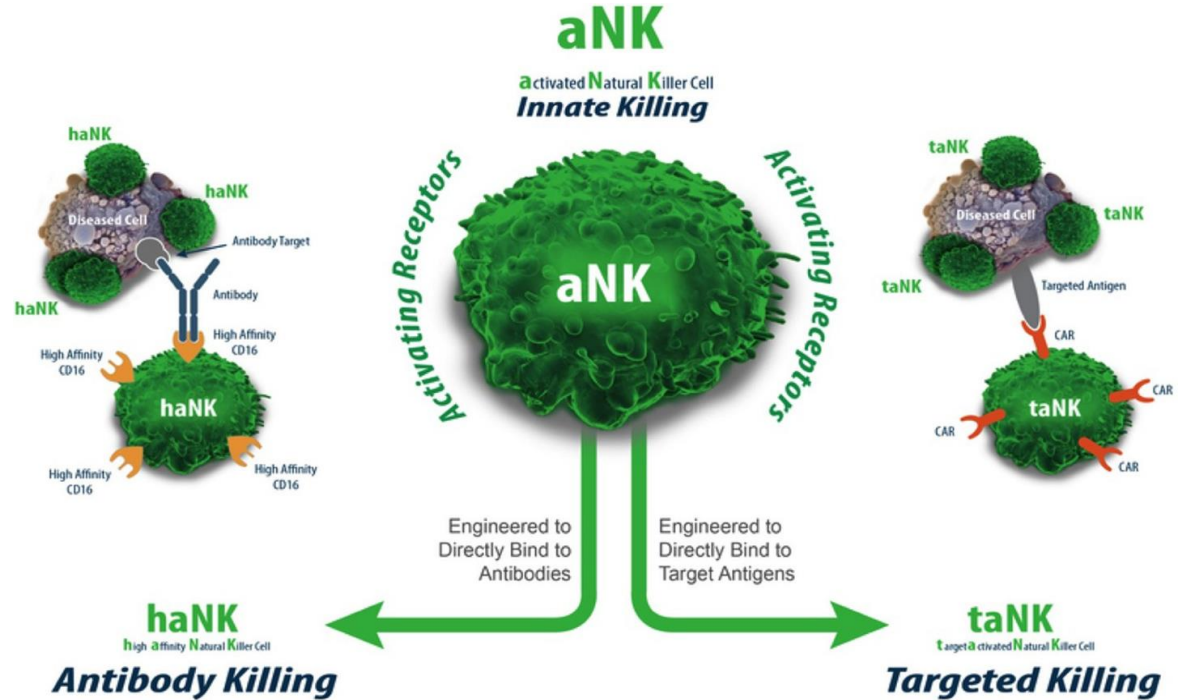 aNK
activated Natural Killer Cell
Innate Killing
Activating Receptors
aNK
Activating Receptors
haNK
haNK
Diseased Cell
Antibody Target
haNK
Antibody
High Affinity
CD16
High Affinity
CD16
haNK
High Affinity
CD16
High Affinity
CD16
taNK
Diseased Cell
taNK
taNK
Targeted Antigen
CAR
taNK
CAR
CAR
CAR
Engineered to
Directly Bind to
Antibodies
Engineered to
Directly Bind to
Target Antigens
haNK
high affinity Natural Killer Cell
Antibody Killing
taNK
target activated Natural Killer Cell
Targeted Killing